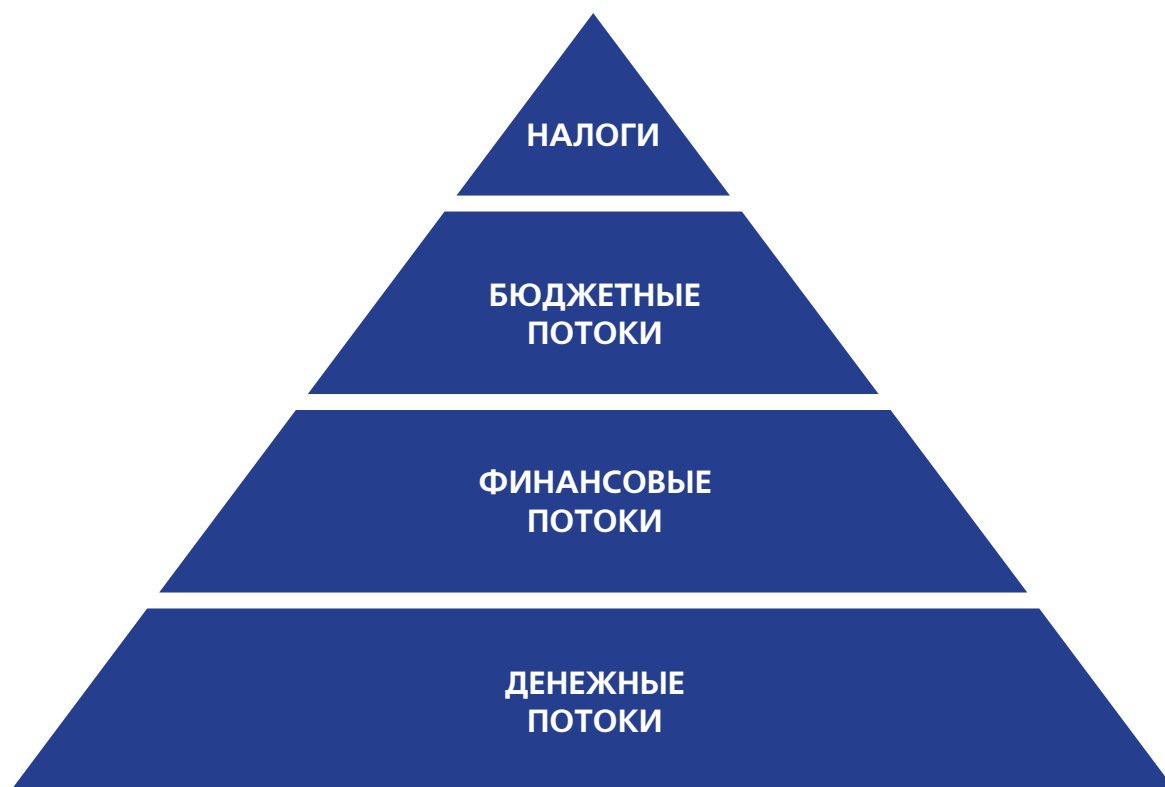 НАЛОГИ
БЮДЖЕТНЫЕ
ПОТОКИ
ФИНАНСОВЫЕ
ПОТОКИ
ДЕНЕЖНЫЕ
ПОТОКИ